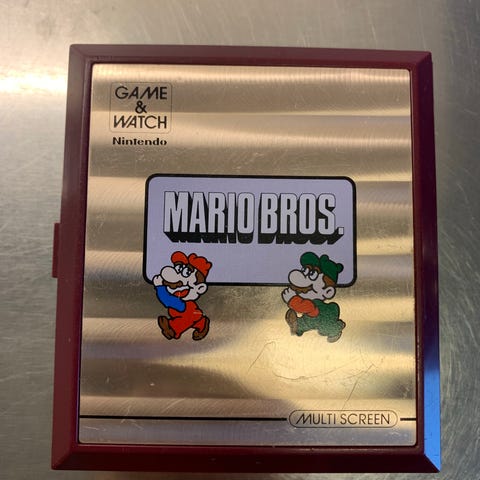 GAME
&
WATCH
Nintendo
MARIO BROS.
MULTI SCREEN